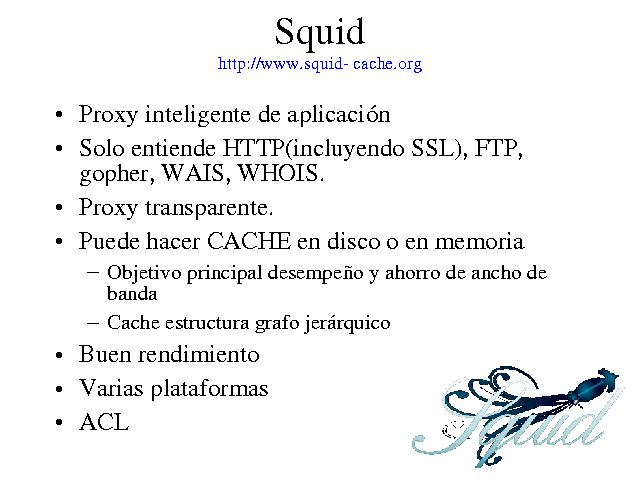 Squid
http://www.squid- cache.org
• Proxy inteligente de aplicación
• Solo entiende HTTP(incluyendo SSL), FTP,
gopher, WAIS, WHOIS.
• Proxy transparente.
• Puede hacer CACHE en disco o en memoria
– Objetivo principal desempeño y ahorro de ancho de
banda
– Cache estructura grafo jerárquico
• Buen rendimiento
• Varias plataformas
• ACL
Squid